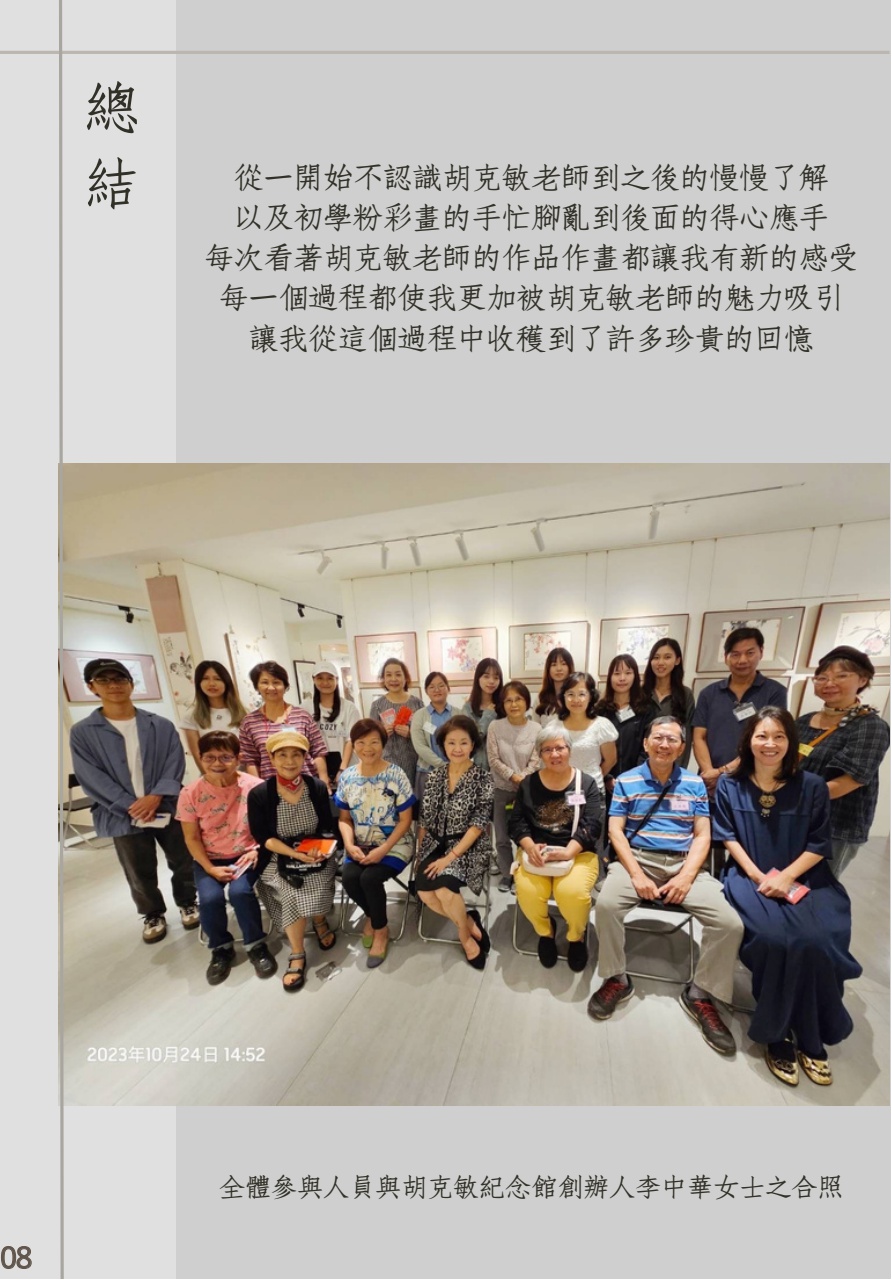 總結
從一開始不認識胡克敏老師到之後的慢慢了解
以及初學粉彩畫的手忙腳亂到後面的得心應手
每次看著胡克敏老師的作品作畫都讓我有新的感受
每一個過程都使我更加被胡克敏老師的魅力吸引
讓我從這個過程中收穫到了許多珍貴的回憶
COZY
2023年10月24日 14:52
全體參與人員與胡克敏紀念館創辦人李中華女士之合照
08